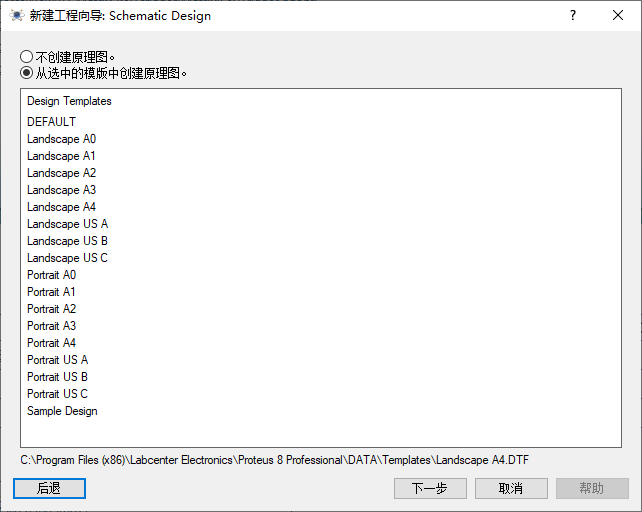 新建工程向导: Schematic Design
不创建原理图。
从选中的模版中创建原理图。
Design Templates
DEFAULT
Landscape A0
Landscape A1
Landscape A2
Landscape A3
Landscape A4
Landscape US A
Landscape US B
Landscape US C
Portrait A0
Portrait A1
Portrait A2
Portrait A3
Portrait A4
Portrait US A
Portrait US B
Portrait US C
Sample Design
C:\Program Files (x86)\Labcenter Electronics\Proteus 8 Professional\DATA\Templates\Landscape A4.DTF
后退 下一步 取消 帮助